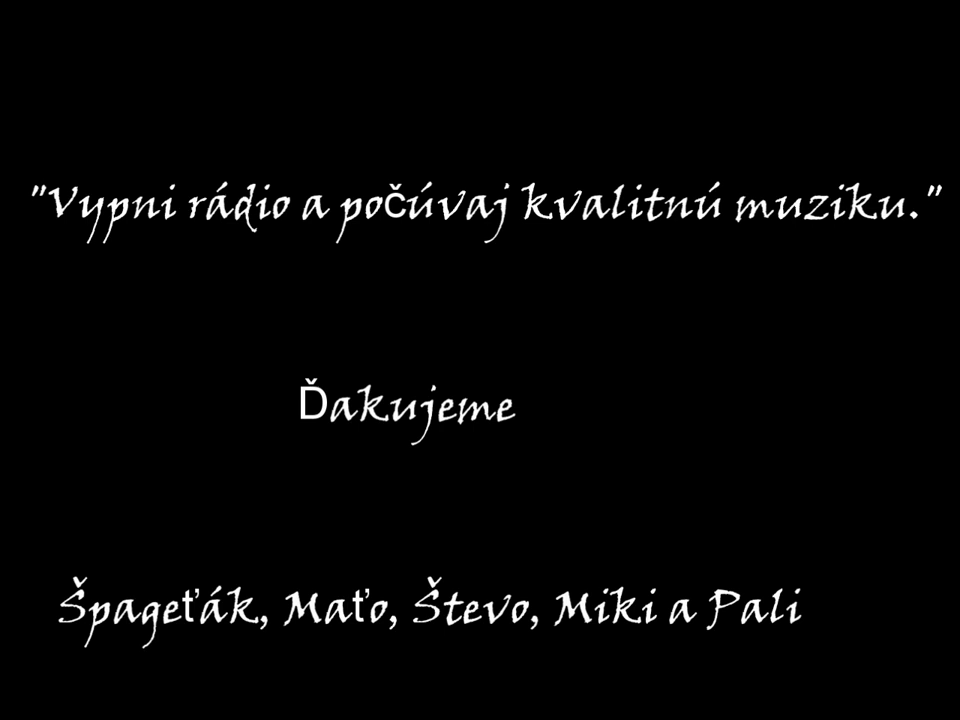 "Vypni rádio a počúvaj kvalitnú muziku."
Ďakujeme
Špageťák, Maťo, Števo, Miki a Pali